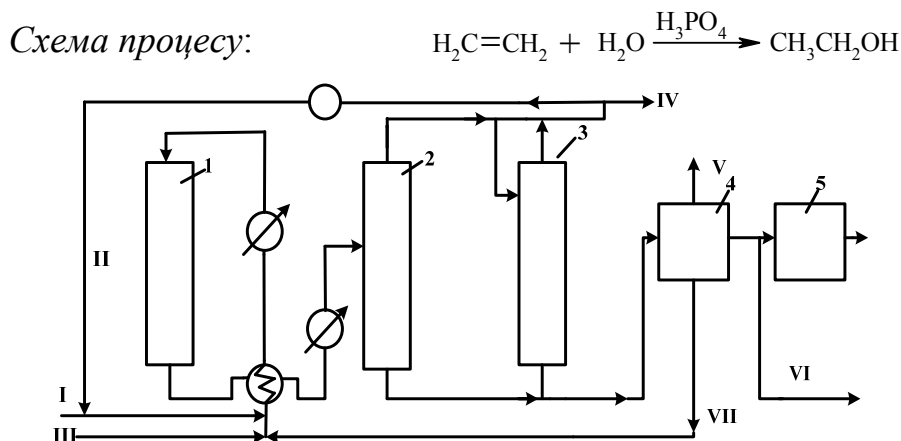 Схема процесу: H₂C=CH₂ + H₂O H₃PO₄ → CH₃CH₂OH
IV
1
2
3
V
4
5
II
I
III
VI
VII